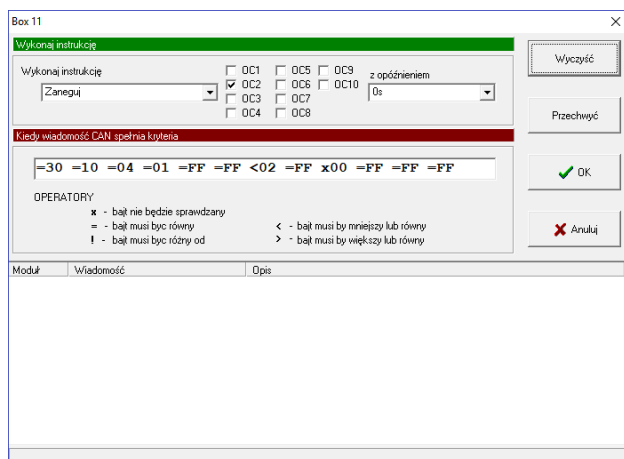 Box 11
Wykonaj instrukcję
Wykonaj instrukcję
Zaneguj
OC1 OC5 OC9
OC2 OC6 OC10
OC3 OC7
OC4 OC8
z opóźnieniem
0s
Wyczyść
Przechwyć
OK
Anuluj
Kiedy wiadomość CAN spełnia kryteria
=30 =10 =04 =01 =FF =FF <02 =FF x00 =FF =FF =FF
OPERATORY
x - bajt nie będzie sprawdzany
= - bajt musi byc równy < - bajt musi by mniejszy lub równy
! - bajt musi byc różny od > - bajt musi by większy lub równy
Moduł Wiadomość Opis